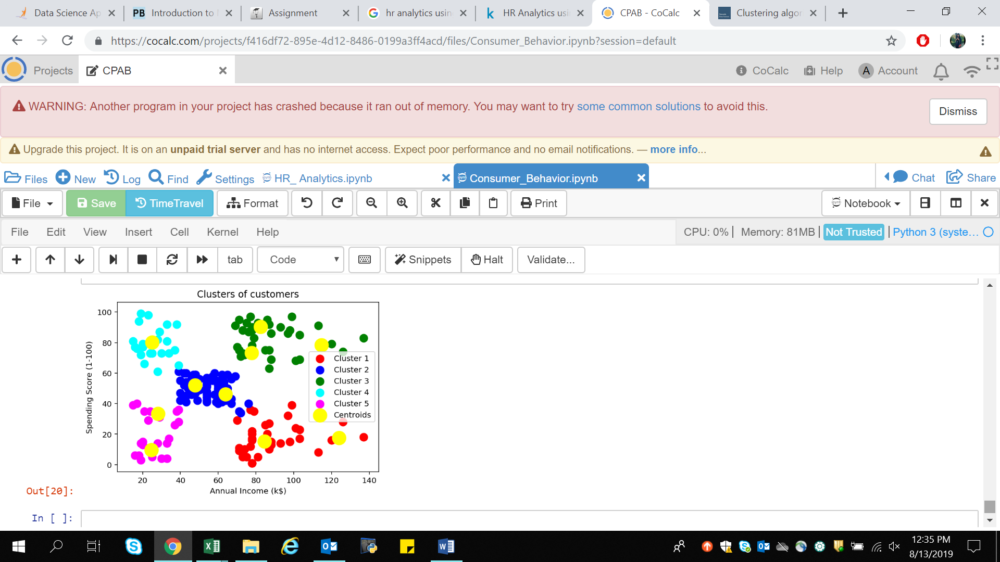 Data Science Ap
PB Introduction to
Assignment
hr analytics usin
HR Analytics usi
CPAB - CoCalc
Clustering algor
https://cocalc.com/projects/f416df72-895e-4d12-8486-0199a3ff4acd/files/Consumer_Behavior.ipynb?session=default
Projects
CPAB
CoCalc
Help
A Account
WARNING: Another program in your project has crashed because it ran out of memory. You may want to try some common solutions to avoid this.
Dismiss
Upgrade this project. It is on an unpaid trial server and has no internet access. Expect poor performance and no email notifications. — more info...
Files
New
Log
Find
Settings
HR_ Analytics.ipynb
Consumer_Behavior.ipynb
Chat
Share
File
Save
TimeTravel
Format
Print
Notebook
File Edit View Insert Cell Kernel Help
CPU: 0% Memory: 81MB Not Trusted Python 3 (syste...
tab
Code
Snippets
Halt
Validate...
Clusters of customers
Spending Score (1-100)
100
80
60
40
20
0
Cluster 1
Cluster 2
Cluster 3
Cluster 4
Cluster 5
Centroids
20 40 60 80 100 120 140
Annual Income (k$)
Out[20]:
In [ ]:
12:35 PM
8/13/2019